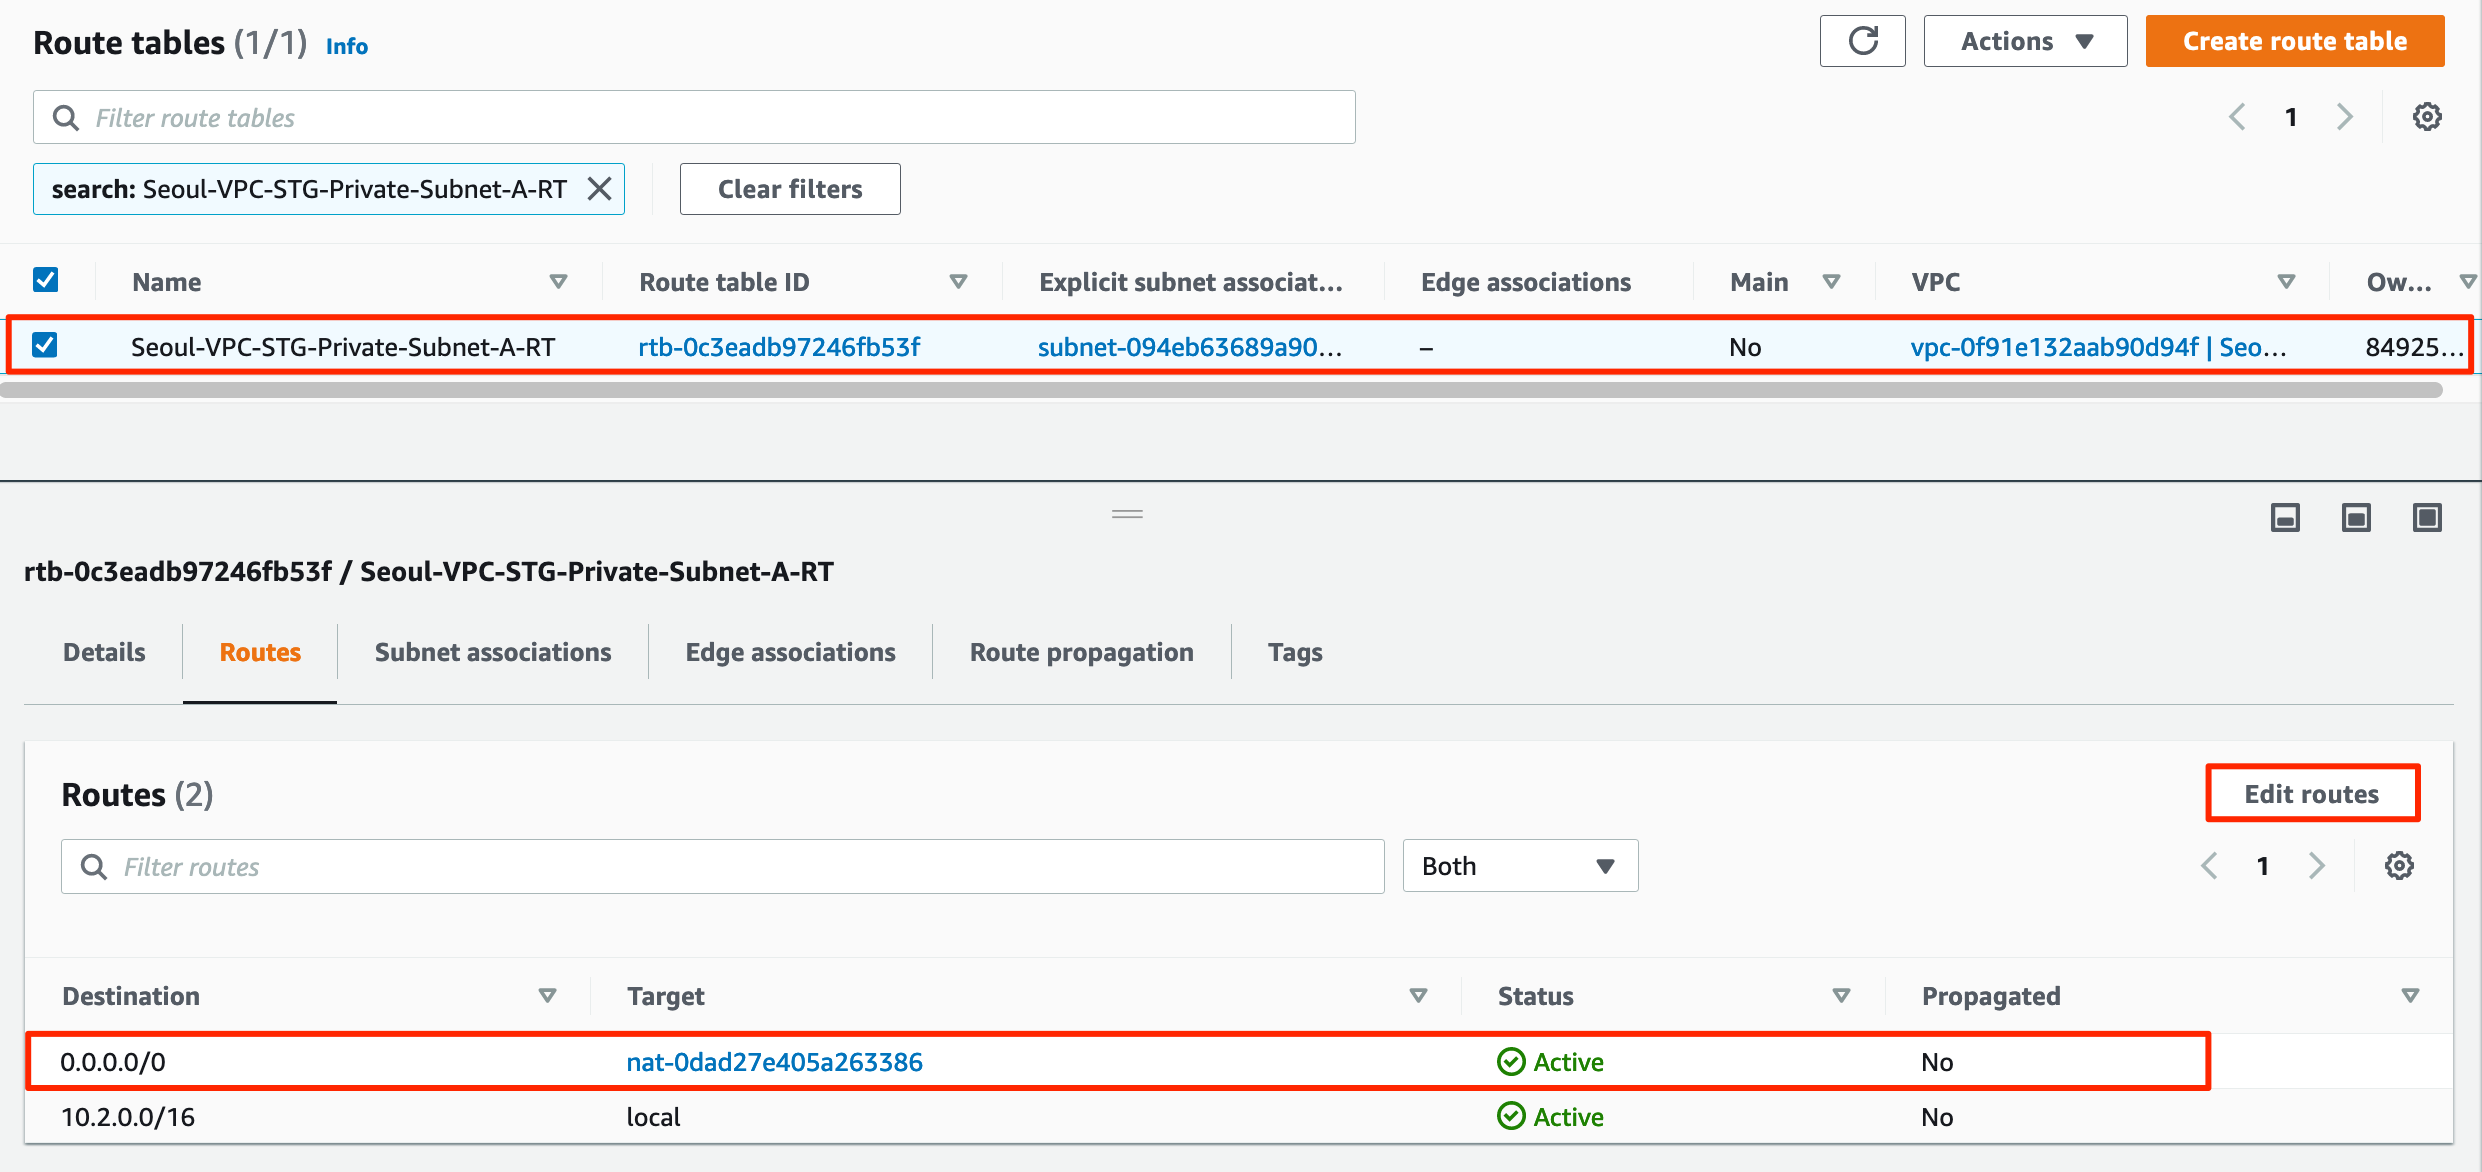 Route tables (1/1) Info
Actions
Create route table
Filter route tables
1
search: Seoul-VPC-STG-Private-Subnet-A-RT
Clear filters
Name Route table ID Explicit subnet associat... Edge associations Main VPC Ow...
Seoul-VPC-STG-Private-Subnet-A-RT rtb-0c3eadb97246fb53f subnet-094eb63689a90... – No vpc-0f91e132aab90d94f | Seo... 84925...
rtb-0c3eadb97246fb53f / Seoul-VPC-STG-Private-Subnet-A-RT
Details Routes Subnet associations Edge associations Route propagation Tags
Routes (2)
Edit routes
Filter routes
Both
1
Destination Target Status Propagated
0.0.0.0/0 nat-0dad27e405a263386 Active No
10.2.0.0/16 local Active No